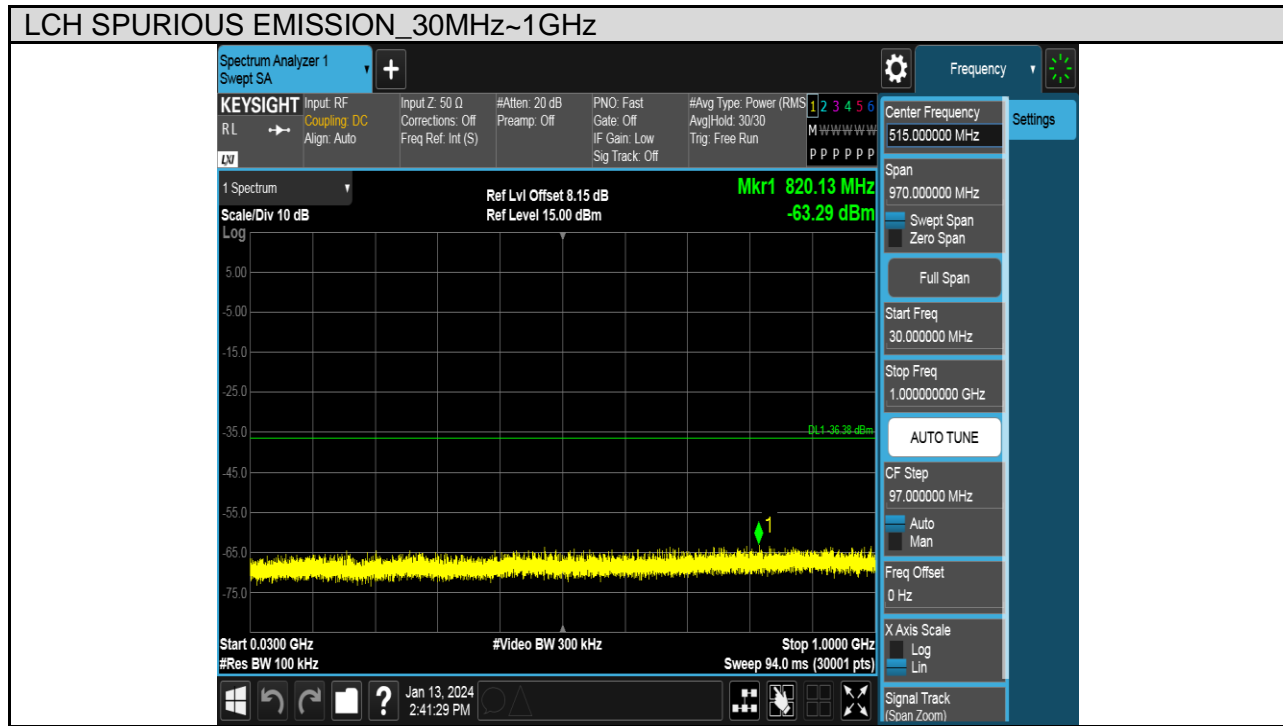 LCH SPURIOUS EMISSION_30MHz~1GHz
Spectrum Analyzer 1
Swept SA
+
Frequency
KEYSIGHT
RL
LXI
Input: RF
Coupling: DC
Align: Auto
Input Z: 50 Ω
Corrections: Off
Freq Ref: Int (S)
#Atten: 20 dB
Preamp: Off
PNO: Fast
Gate: Off
IF Gain: Low
Sig Track: Off
#Avg Type: Power (RMS
Avg|Hold: 30/30
Trig: Free Run
1 2 3 4 5 6
M W W W W W
P P P P P P
1 Spectrum
Scale/Div 10 dB
Ref Lvl Offset 8.15 dB
Ref Level 15.00 dBm
Mkr1 820.13 MHz
-63.29 dBm
Log
5.00
-5.00
-15.0
-25.0
-35.0
DL1 -36.38 dBm
-45.0
-55.0
1
-65.0
-75.0
Start 0.0300 GHz
#Video BW 300 kHz
Stop 1.0000 GHz
#Res BW 100 kHz
Sweep 94.0 ms (30001 pts)
?
Jan 13, 2024
2:41:29 PM
Center Frequency
515.000000 MHz
Settings
Span
970.000000 MHz
Swept Span
Zero Span
Full Span
Start Freq
30.000000 MHz
Stop Freq
1.000000000 GHz
AUTO TUNE
CF Step
97.000000 MHz
Auto
Man
Freq Offset
0 Hz
X Axis Scale
Log
Lin
Signal Track
(Span Zoom)